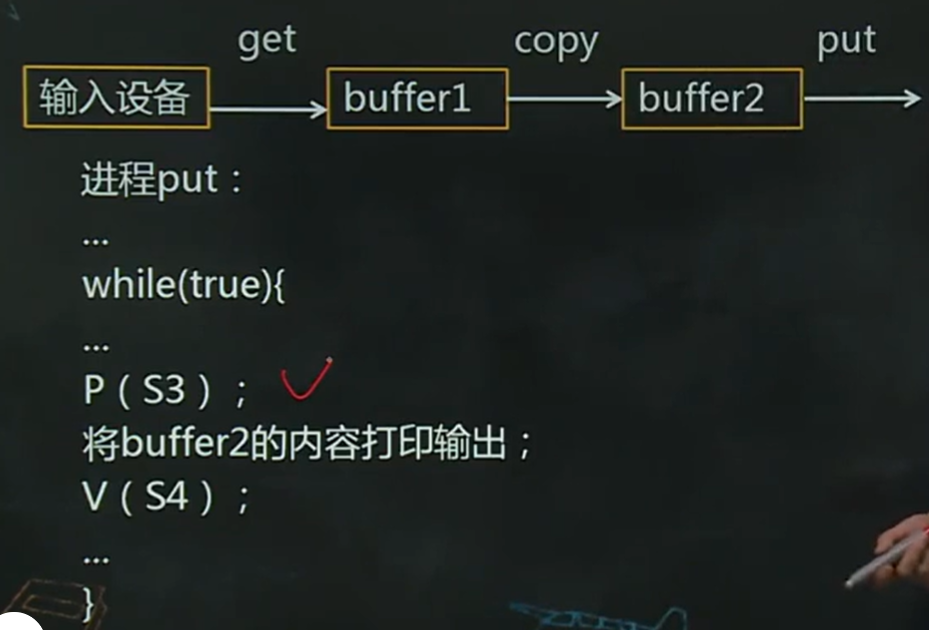 get copy put
输入设备 buffer1 buffer2
进程put：
...
while(true){
...
P（S3）；
将buffer2的内容打印输出；
V（S4）；
...
}